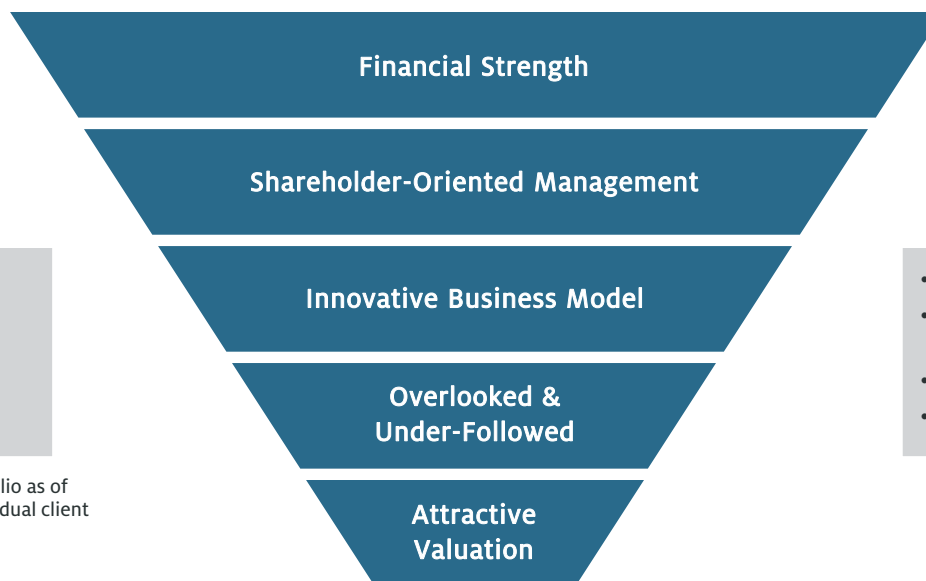 Financial Strength
Shareholder-Oriented Management
Innovative Business Model
Overlooked &
Under-Followed
lio as of
dual client
Attractive
Valuation